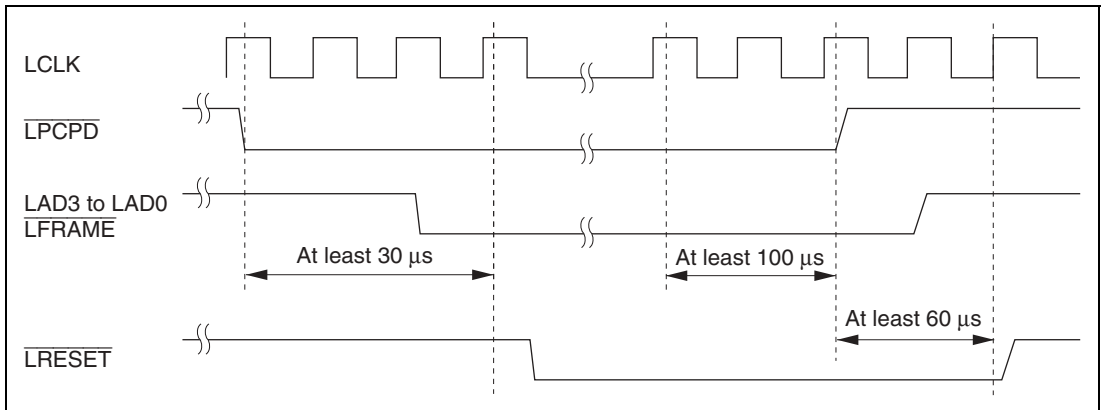 LCLK
LPCPD
LAD3 to LAD0
LFRAME
At least 30 μs
At least 100 μs
At least 60 μs
LRESET